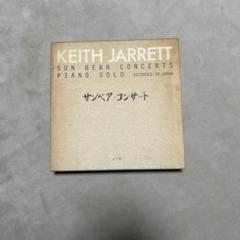 KEITH JARRETT
SUN BEAR CONCERTS
PIANO SOLO RECORDED IN JAPAN
サンベア・コンサート